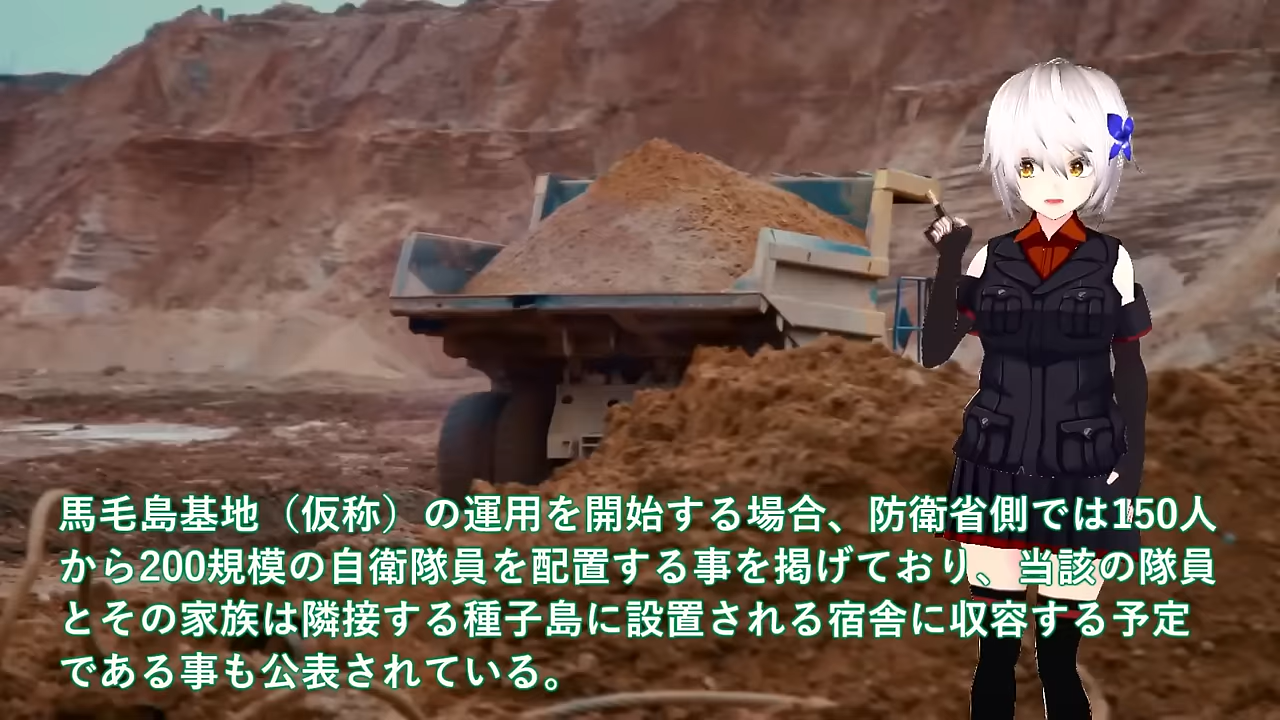 馬毛島基地（仮称）の運用を開始する場合、防衛省側では150人
から200規模の自衛隊員を配置する事を掲げており、当該の隊員
とその家族は隣接する種子島に設置される宿舎に収容する予定
である事も公表されている。